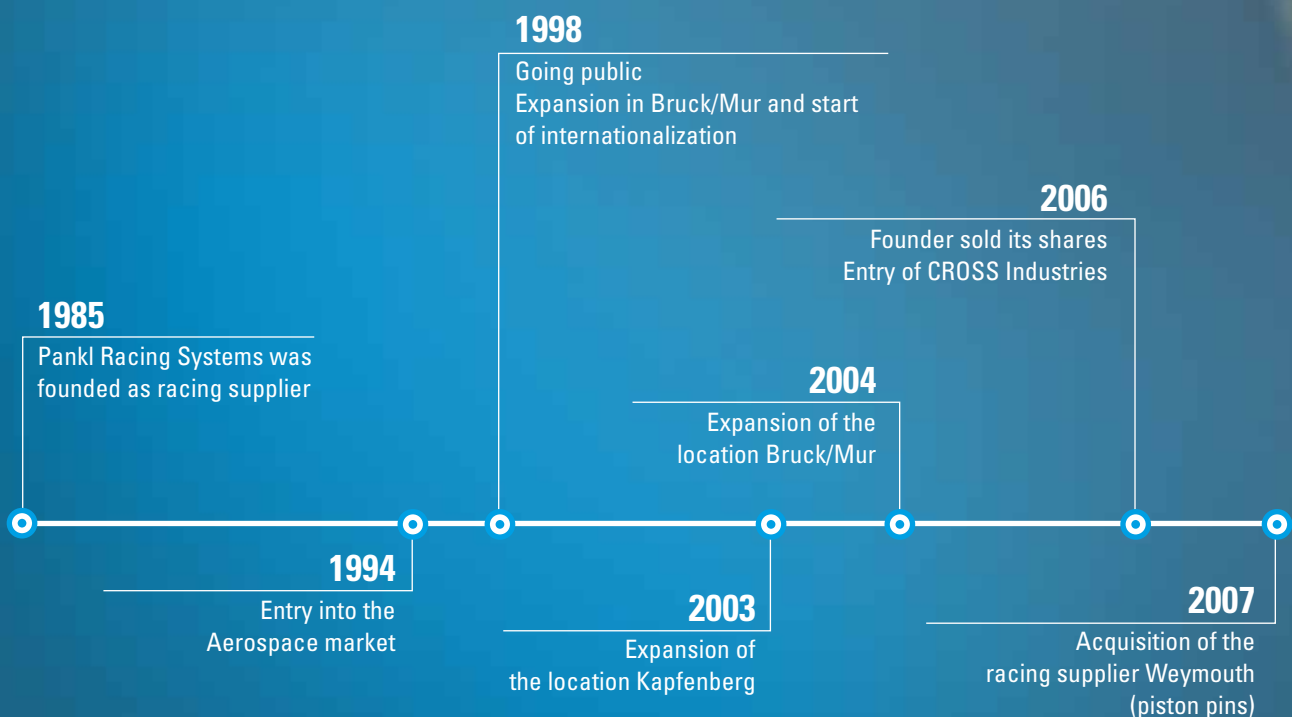 1998
Going public
Expansion in Bruck/Mur and start
of internationalization
2006
Founder sold its shares
Entry of CROSS Industries
1985
Pankl Racing Systems was
founded as racing supplier
2004
Expansion of the
location Bruck/Mur
1994
Entry into the
Aerospace market
2003
Expansion of
the location Kapfenberg
2007
Acquisition of the
racing supplier Weymouth
(piston pins)